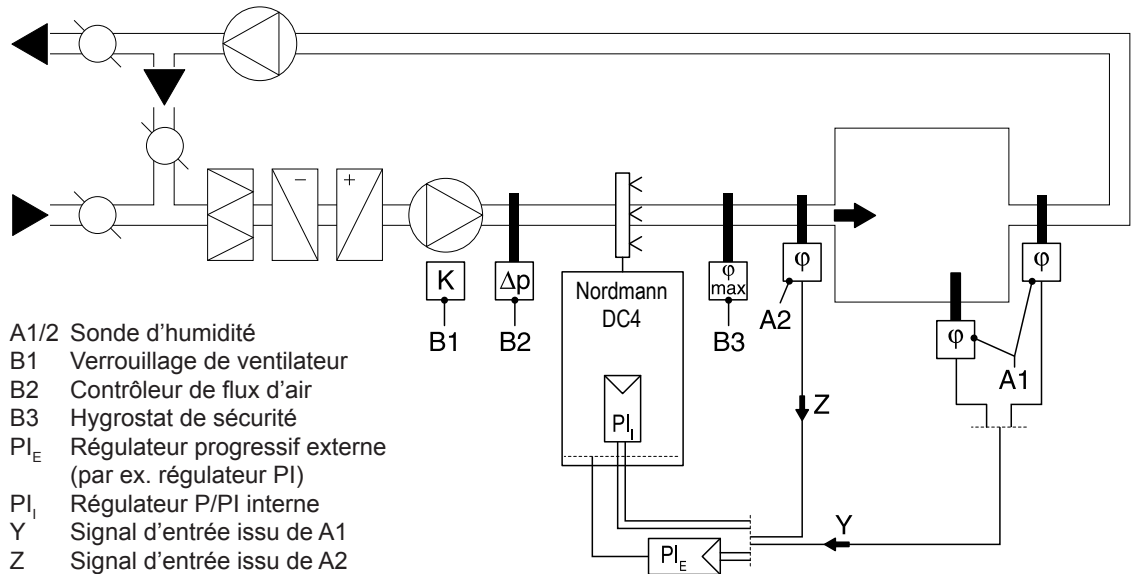 − +
K
Δp
φ max
φ
φ
φ
Nordmann DC4
B1
B2
B3
A2
A1
Z
PI_I
Y
PI_E
A1/2 Sonde d’humidité
B1 Verrouillage de ventilateur
B2 Contrôleur de flux d’air
B3 Hygrostat de sécurité
PI_E Régulateur progressif externe
(par ex. régulateur PI)
PI_I Régulateur P/PI interne
Y Signal d’entrée issu de A1
Z Signal d’entrée issu de A2